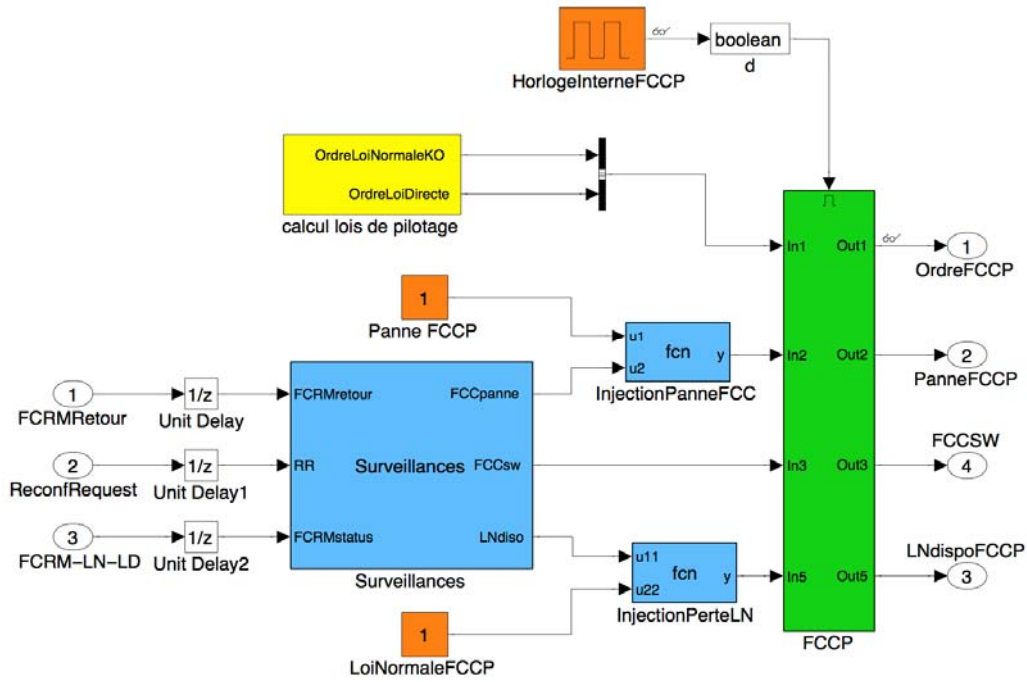 boolean
d
HorlogeInterneFCCP
OrdreLoiNormaleKO
OrdreLoiDirecte
calcul lois de pilotage
In1
Out1
1
OrdreFCCP
1
Panne FCCP
u1
u2
fcn
y
InjectionPanneFCC
In2
Out2
2
PanneFCCP
1
FCRMRetour
1/z
Unit Delay
FCRMretour
FCCpanne
2
ReconfRequest
1/z
Unit Delay1
RR
Surveillances
FCCsw
In3
Out3
FCCSW
4
3
FCRM-LN-LD
1/z
Unit Delay2
FCRMstatus
LNdiso
Surveillances
u11
u22
fcn
y
InjectionPerteLN
In5
Out5
LNdispoFCCP
3
FCCP
1
LoiNormaleFCCP